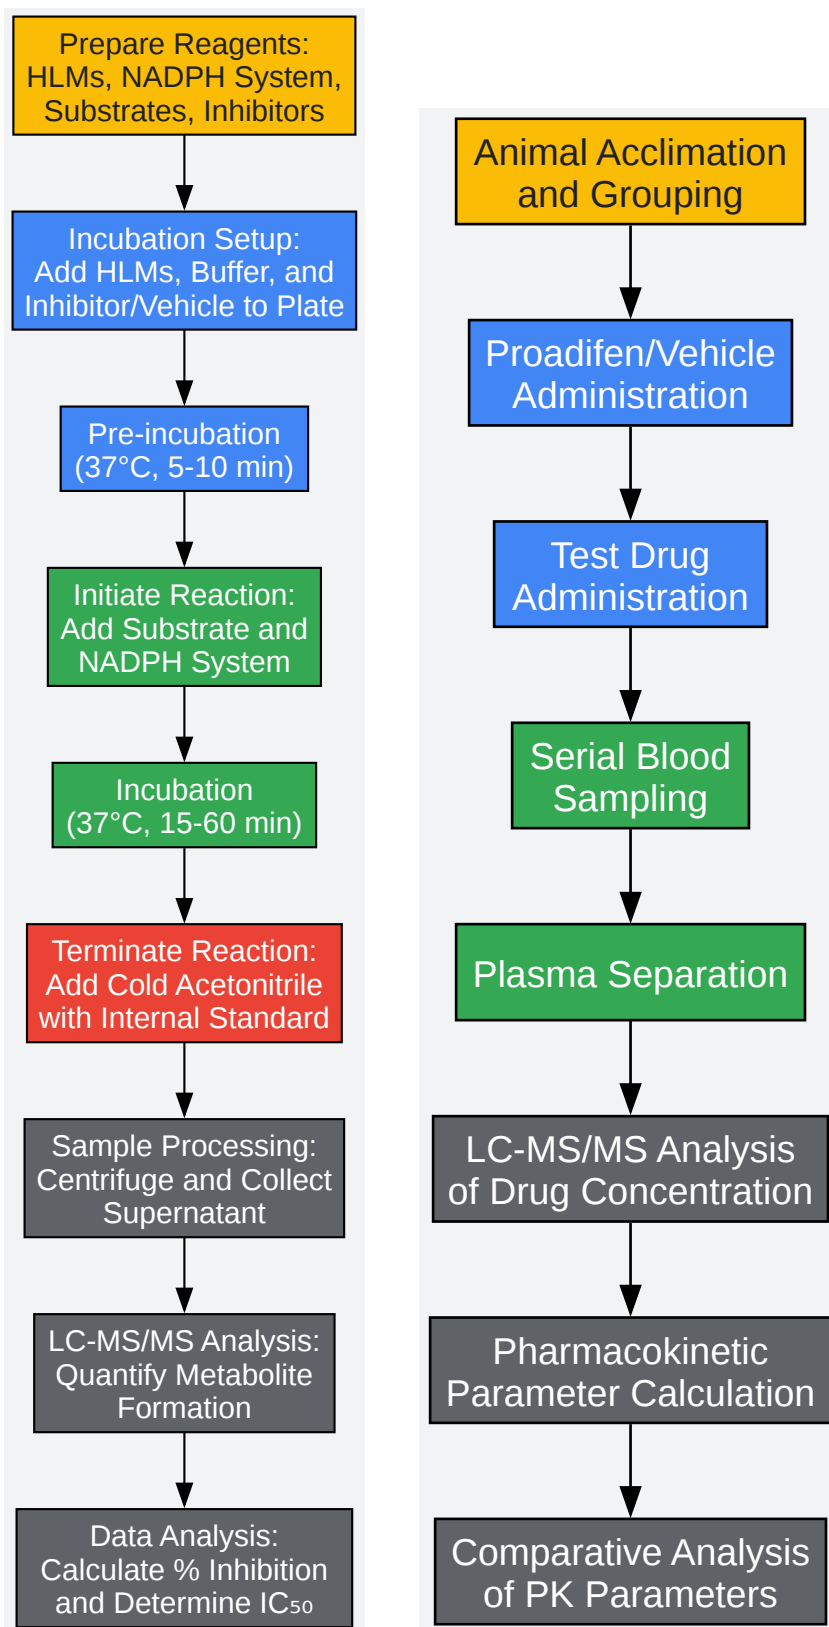 Prepare Reagents:
HLMs, NADPH System,
Substrates, Inhibitors
Incubation Setup:
Add HLMs, Buffer, and
Inhibitor/Vehicle to Plate
Pre-incubation
(37°C, 5-10 min)
Initiate Reaction:
Add Substrate and
NADPH System
Incubation
(37°C, 15-60 min)
Terminate Reaction:
Add Cold Acetonitrile
with Internal Standard
Sample Processing:
Centrifuge and Collect
Supernatant
LC-MS/MS Analysis:
Quantify Metabolite
Formation
Data Analysis:
Calculate % Inhibition
and Determine IC₅₀
Animal Acclimation
and Grouping
Proadifen/Vehicle
Administration
Test Drug
Administration
Serial Blood
Sampling
Plasma Separation
LC-MS/MS Analysis
of Drug Concentration
Pharmacokinetic
Parameter Calculation
Comparative Analysis
of PK Parameters